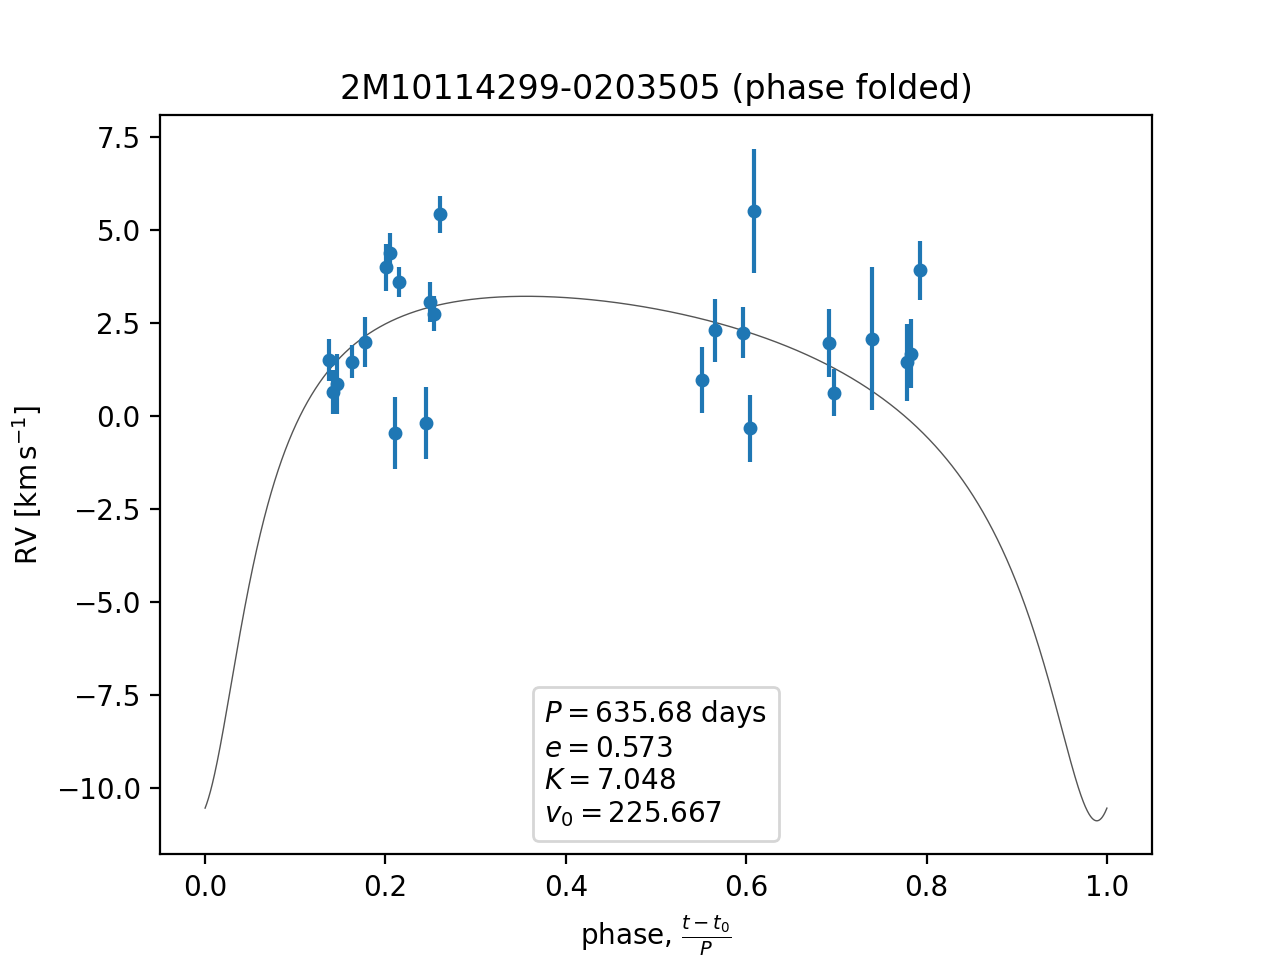 2M10114299-0203505 (phase folded)
7.5
5.0
2.5
0.0
−2.5
−5.0
−7.5
−10.0
RV [km s⁻¹]
P = 635.68 days
e = 0.573
K = 7.048
v₀ = 225.667
0.0 0.2 0.4 0.6 0.8 1.0
phase, (t − t₀)/P